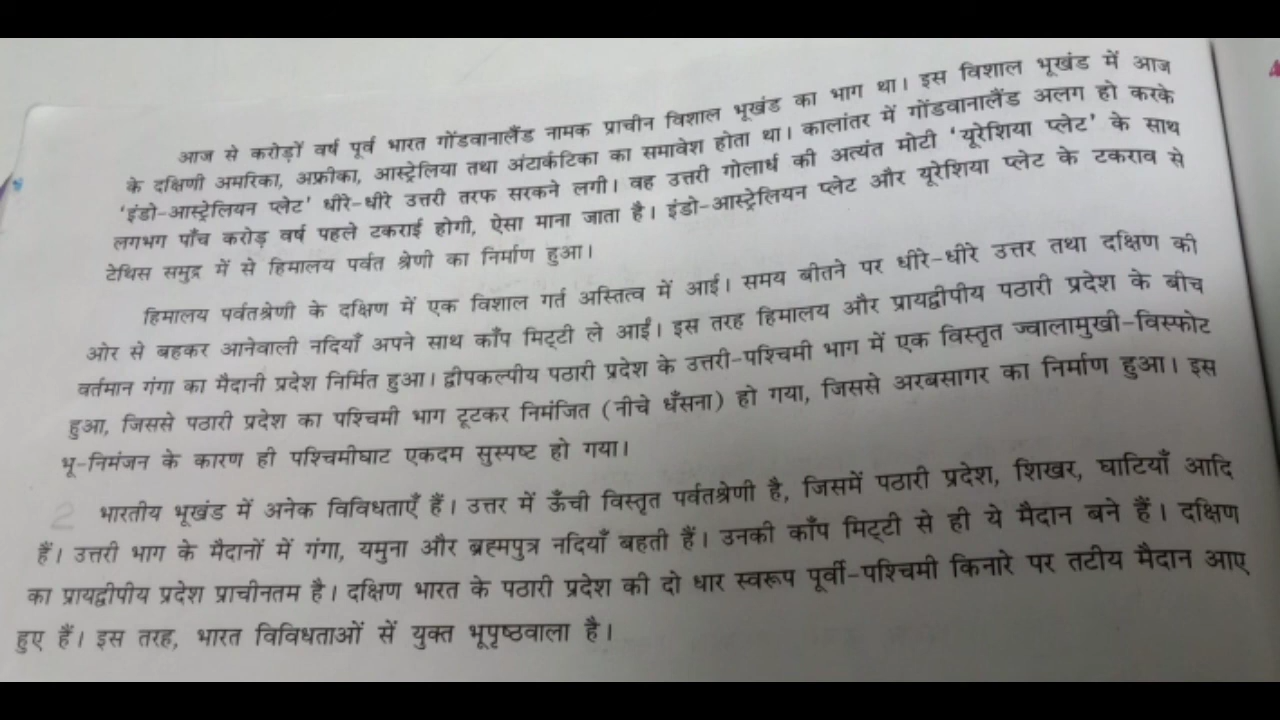 आज से करोड़ों वर्ष पूर्व भारत गोंडवानालैंड नामक प्राचीन विशाल भूखंड का भाग था। इस विशाल भूखंड में आज
के दक्षिणी अमरिका, अफ्रीका, आस्ट्रेलिया तथा अंटार्कटिका का समावेश होता था। कालांतर में गोंडवानालैंड अलग हो करके
‘इंडो-आस्ट्रेलियन प्लेट’ धीरे-धीरे उत्तरी तरफ सरकने लगी। वह उत्तरी गोलार्ध की अत्यंत मोटी ‘यूरेशिया प्लेट’ के साथ
लगभग पाँच करोड़ वर्ष पहले टकराई होगी, ऐसा माना जाता है। इंडो-आस्ट्रेलियन प्लेट और यूरेशिया प्लेट के टकराव से
टेथिस समुद्र में से हिमालय पर्वत श्रेणी का निर्माण हुआ।
हिमालय पर्वतश्रेणी के दक्षिण में एक विशाल गर्त अस्तित्व में आई। समय बीतने पर धीरे-धीरे उत्तर तथा दक्षिण की
ओर से बहकर आनेवाली नदियाँ अपने साथ काँप मिट्टी ले आईं। इस तरह हिमालय और प्रायद्वीपीय पठारी प्रदेश के बीच
वर्तमान गंगा का मैदानी प्रदेश निर्मित हुआ। द्वीपकल्पीय पठारी प्रदेश के उत्तरी-पश्चिमी भाग में एक विस्तृत ज्वालामुखी-विस्फोट
हुआ, जिससे पठारी प्रदेश का पश्चिमी भाग टूटकर निमंजित (नीचे धँसना) हो गया, जिससे अरबसागर का निर्माण हुआ। इस
भू-निमंजन के कारण ही पश्चिमीघाट एकदम सुस्पष्ट हो गया।
भारतीय भूखंड में अनेक विविधताएँ हैं। उत्तर में ऊँची विस्तृत पर्वतश्रेणी है, जिसमें पठारी प्रदेश, शिखर, घाटियाँ आदि
हैं। उत्तरी भाग के मैदानों में गंगा, यमुना और ब्रह्मपुत्र नदियाँ बहती हैं। उनकी काँप मिट्टी से ही ये मैदान बने हैं। दक्षिण
का प्रायद्वीपीय प्रदेश प्राचीनतम है। दक्षिण भारत के पठारी प्रदेश की दो धार स्वरूप पूर्वी-पश्चिमी किनारे पर तटीय मैदान आए
हुए हैं। इस तरह, भारत विविधताओं सें युक्त भूपृष्ठवाला है।